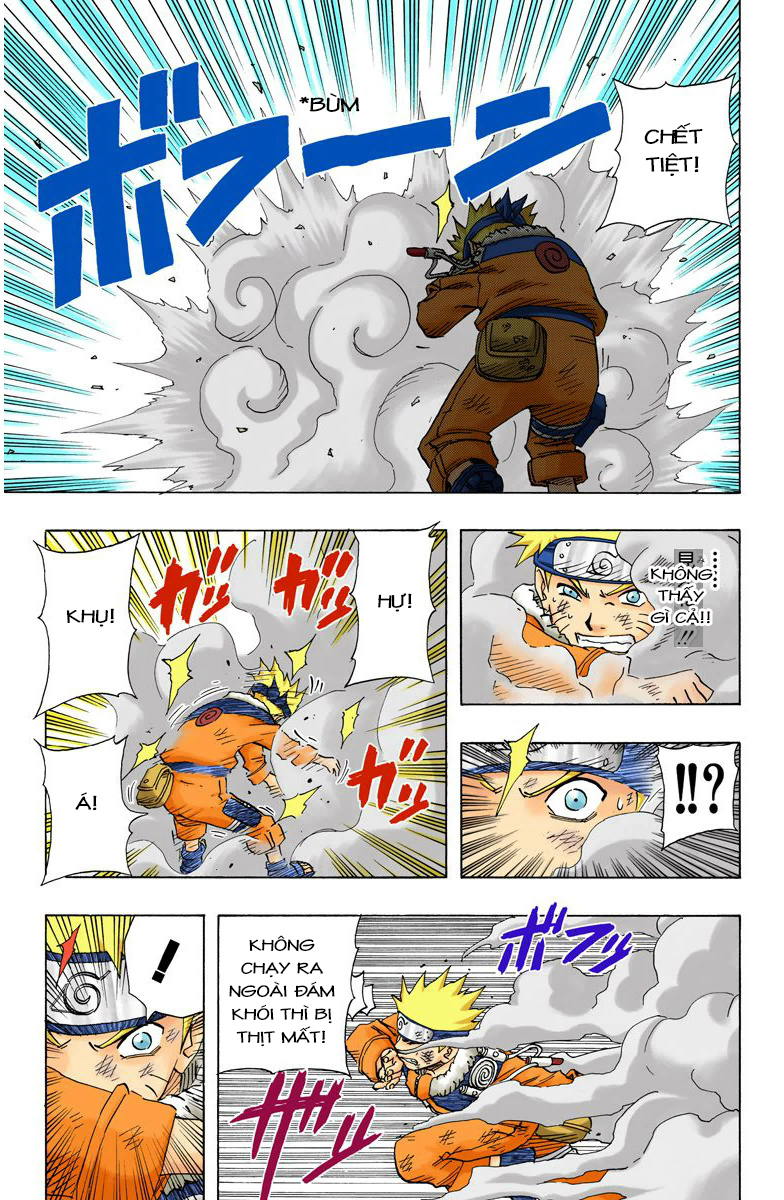 ボフーン
*BÙM
CHẾT
TIỆT!
KHỤ!
ガッ
ガッ
HỰ!
ガッ
Á!
KHÔNG
THẤY
GÌ CẢ!!
!!?
!
KHÔNG
CHẠY RA
NGOÀI ĐÁM
KHÓI THÌ BỊ
THỊT MẤT!
ボフッ
ザザッ